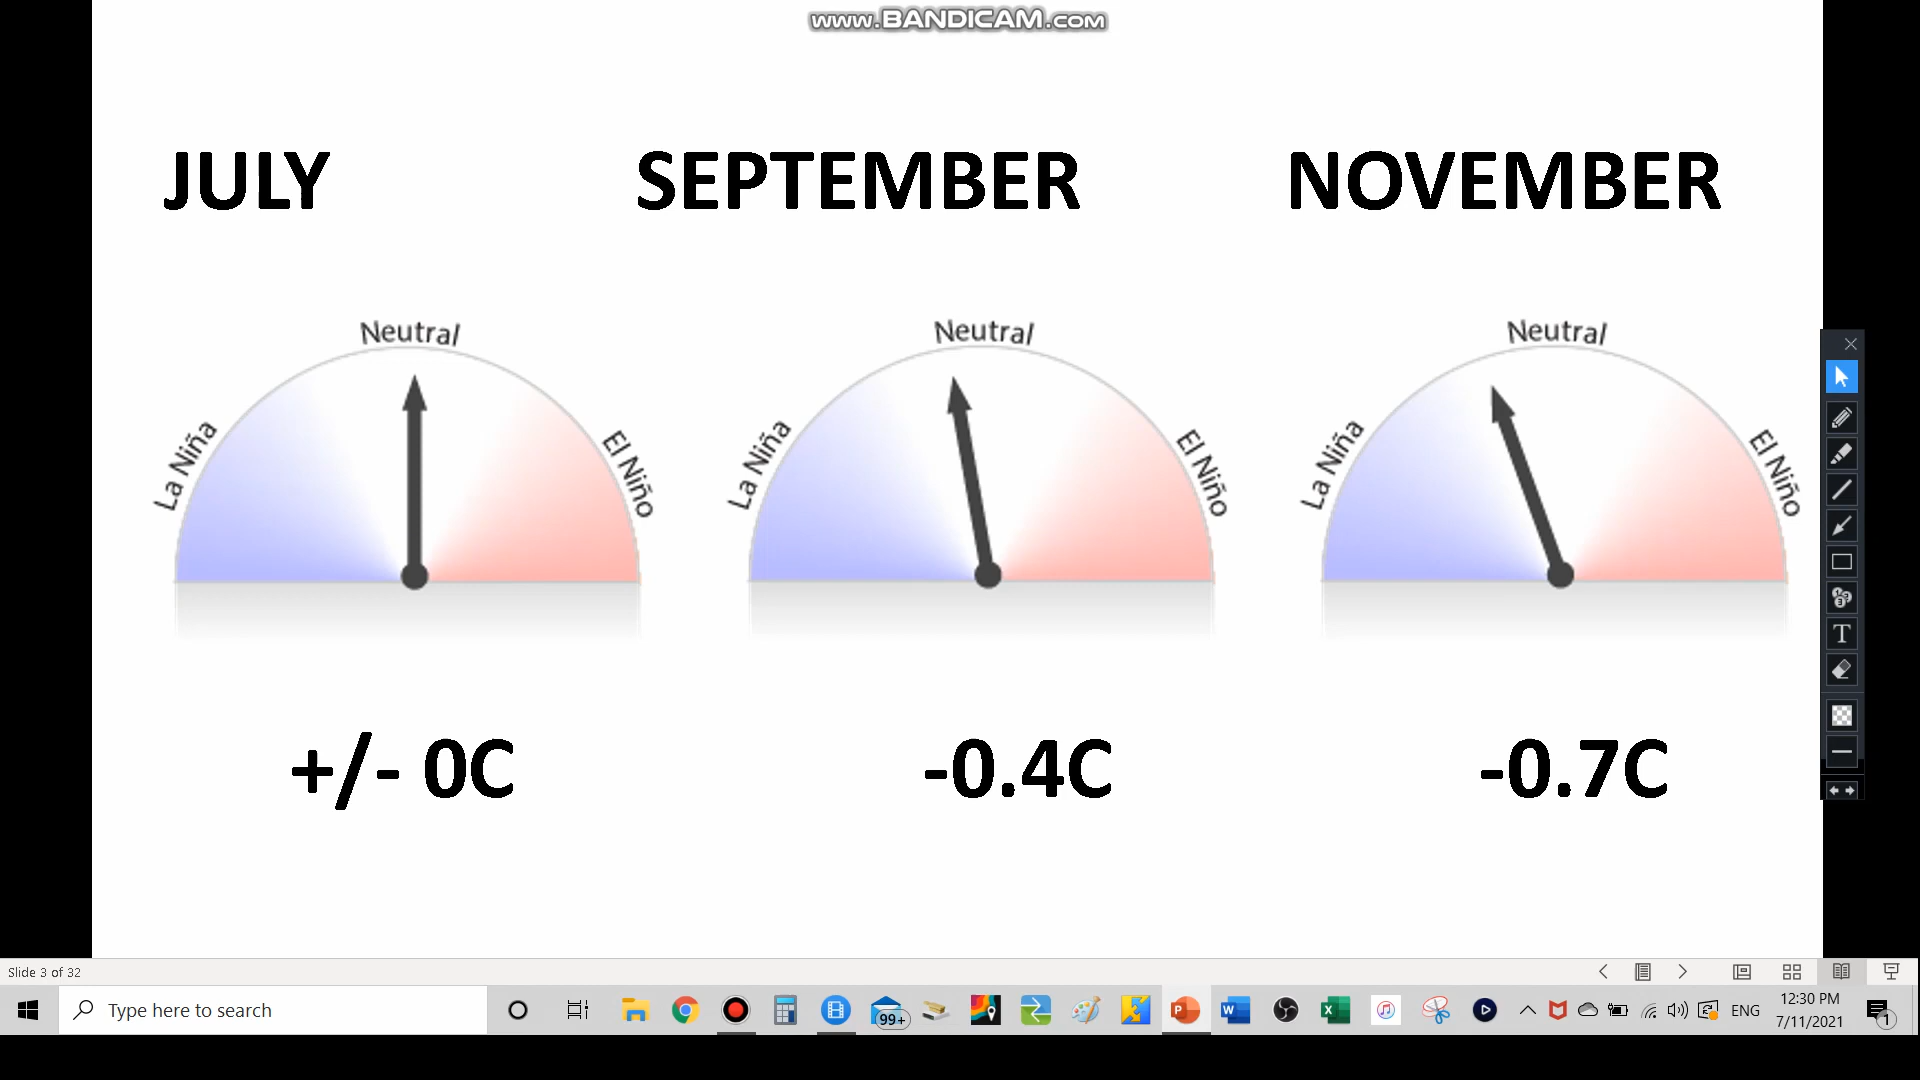 www.BANDICAM.com
JULY SEPTEMBER NOVEMBER
Neutral Neutral Neutral
La Niña El Niño La Niña El Niño La Niña El Niño
+/- 0C -0.4C -0.7C
T
Slide 3 of 32
Type here to search
99+
ENG
12:30 PM
7/11/2021
1